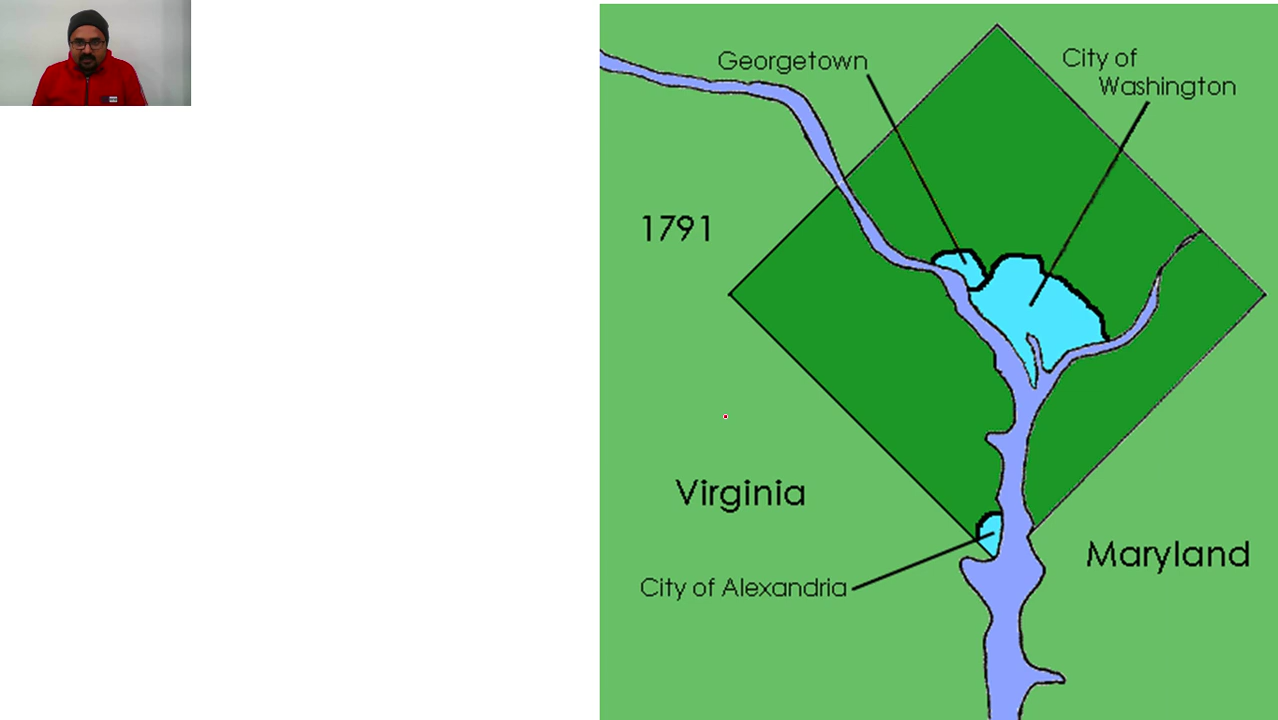 Georgetown
City of
Washington
1791
Virginia
Maryland
City of Alexandria